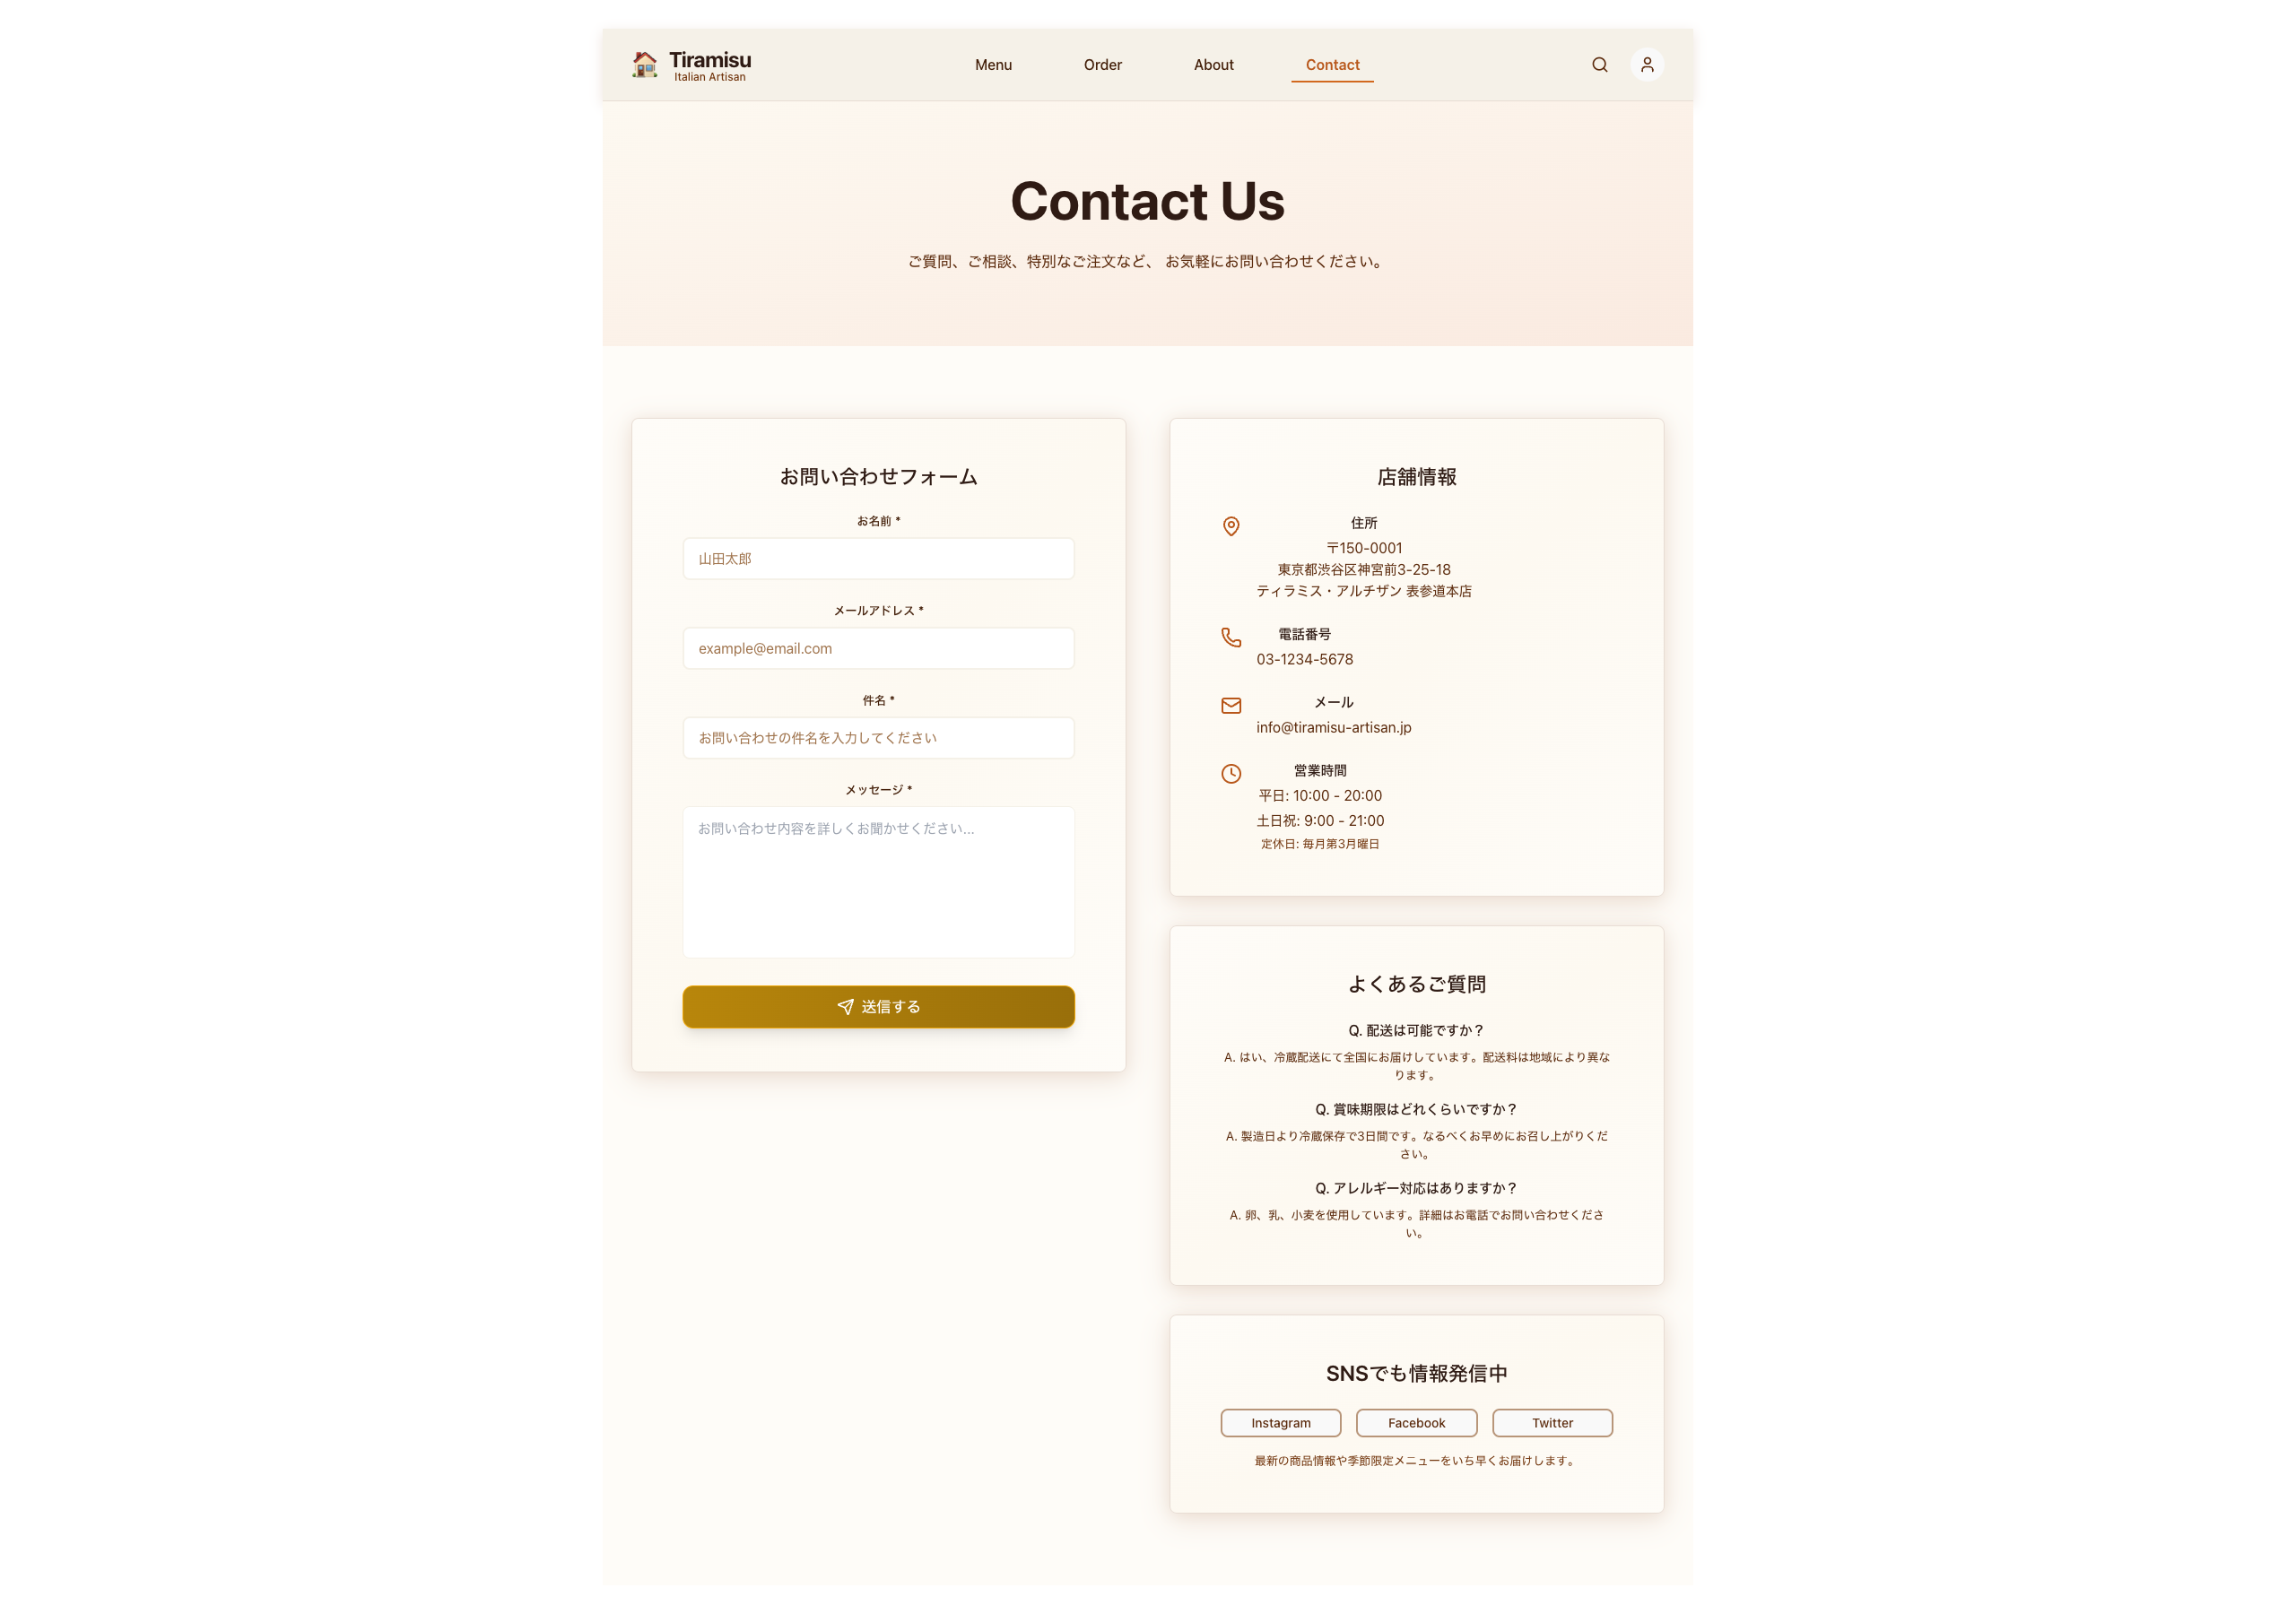 Tiramisu
Italian Artisan
Menu
Order
About
Contact
Contact Us
ご質問、ご相談、特別なご注文など、 お気軽にお問い合わせください。
お問い合わせフォーム
お名前 *
山田太郎
メールアドレス *
example@email.com
件名 *
お問い合わせの件名を入力してください
メッセージ *
お問い合わせ内容を詳しくお聞かせください...
送信する
店舗情報
住所
〒150-0001
東京都渋谷区神宮前3-25-18
ティラミス・アルチザン 表参道本店
電話番号
03-1234-5678
メール
info@tiramisu-artisan.jp
営業時間
平日: 10:00 - 20:00
土日祝: 9:00 - 21:00
定休日: 毎月第3月曜日
よくあるご質問
Q. 配送は可能ですか？
A. はい、冷蔵配送にて全国にお届けしています。配送料は地域により異な
ります。
Q. 賞味期限はどれくらいですか？
A. 製造日より冷蔵保存で3日間です。なるべくお早めにお召し上がりくだ
さい。
Q. アレルギー対応はありますか？
A. 卵、乳、小麦を使用しています。詳細はお電話でお問い合わせくださ
い。
SNSでも情報発信中
Instagram
Facebook
Twitter
最新の商品情報や季節限定メニューをいち早くお届けします。